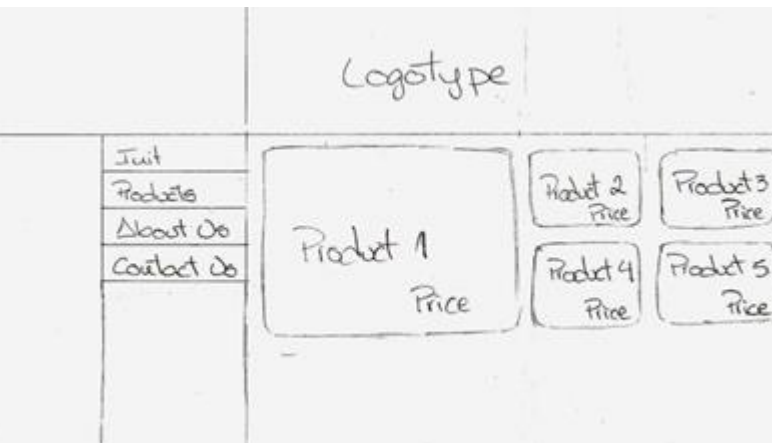 Logotype
Init
Products
About Us
Contact Us
Product 1
Price
Product 2
Price
Product 3
Price
Product 4
Price
Product 5
Price